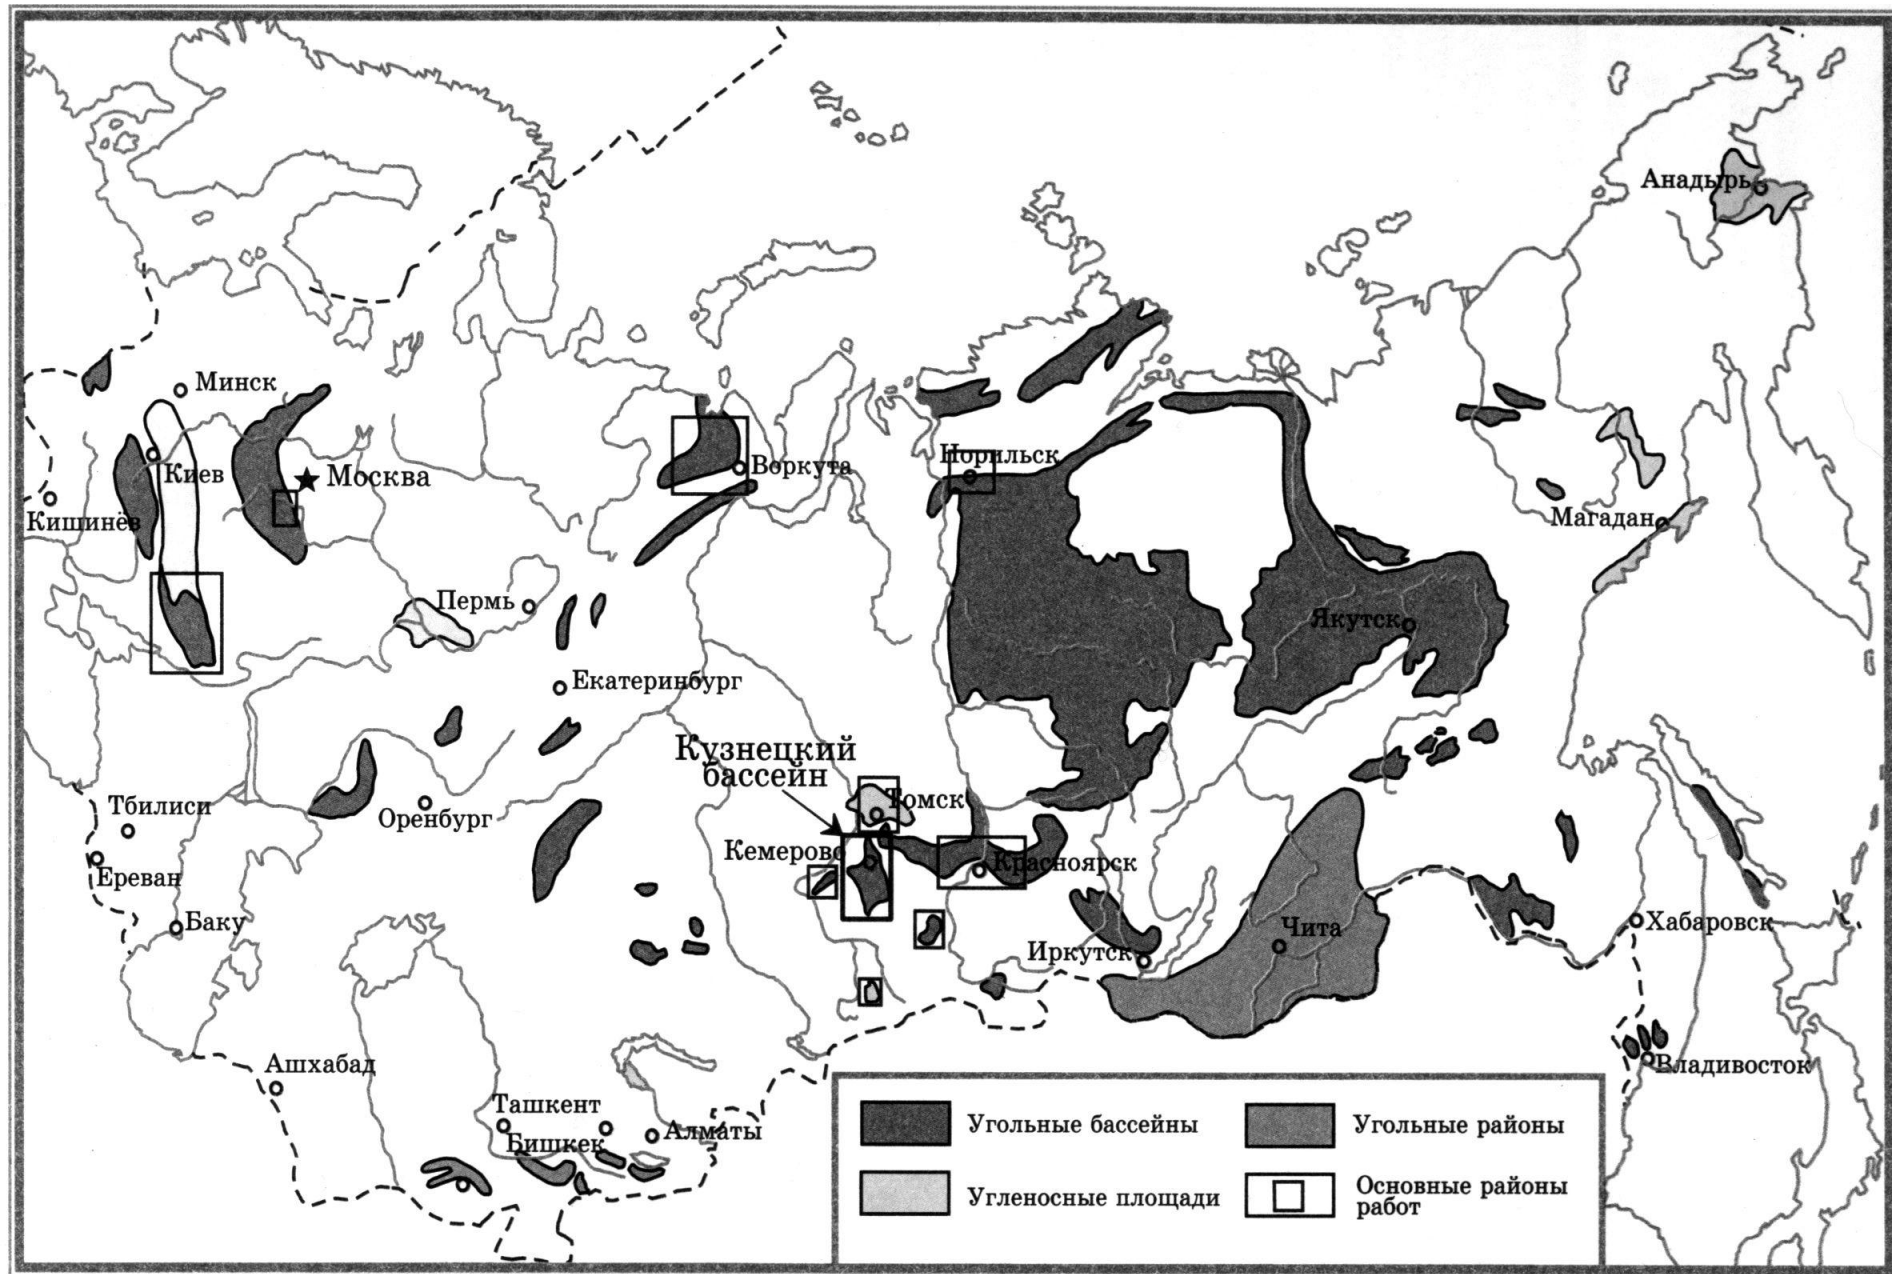 Анадырь
Минск
Киев
Москва
Воркута
Норильск
Кишинёв
Магадан
Пермь
Якутск
Екатеринбург
Кузнецкий
бассейн
Тбилиси
Оренбург
Томск
Кемерово
Красноярск
Ереван
Баку
Чита
Хабаровск
Иркутск
Ашхабад
Владивосток
Ташкент
Бишкек
Алматы
Угольные бассейны
Угольные районы
Угленосные площади
Основные районы
работ